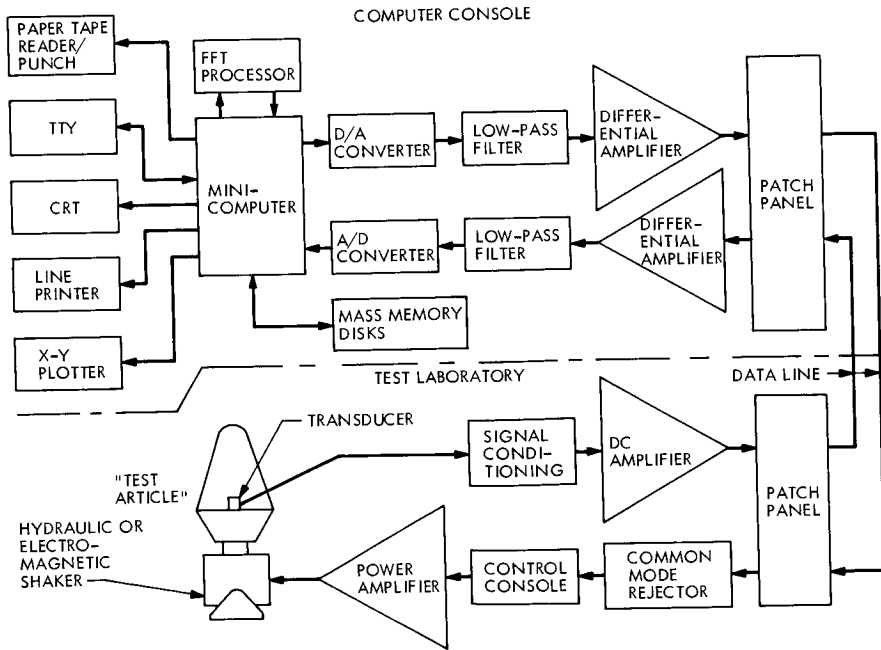 COMPUTER CONSOLE
PAPER TAPE
READER/
PUNCH
FFT
PROCESSOR
TTY
CRT
LINE
PRINTER
X-Y
PLOTTER
MINI-
COMPUTER
D/A
CONVERTER
LOW-PASS
FILTER
DIFFER-
ENTIAL
AMPLIFIER
PATCH
PANEL
A/D
CONVERTER
LOW-PASS
FILTER
DIFFER-
ENTIAL
AMPLIFIER
MASS MEMORY
DISKS
TEST LABORATORY
DATA LINE
TRANSDUCER
"TEST
ARTICLE"
HYDRAULIC OR
ELECTRO-
MAGNETIC
SHAKER
SIGNAL
CONDI-
TIONING
DC
AMPLIFIER
PATCH
PANEL
POWER
AMPLIFIER
CONTROL
CONSOLE
COMMON
MODE
REJECTOR